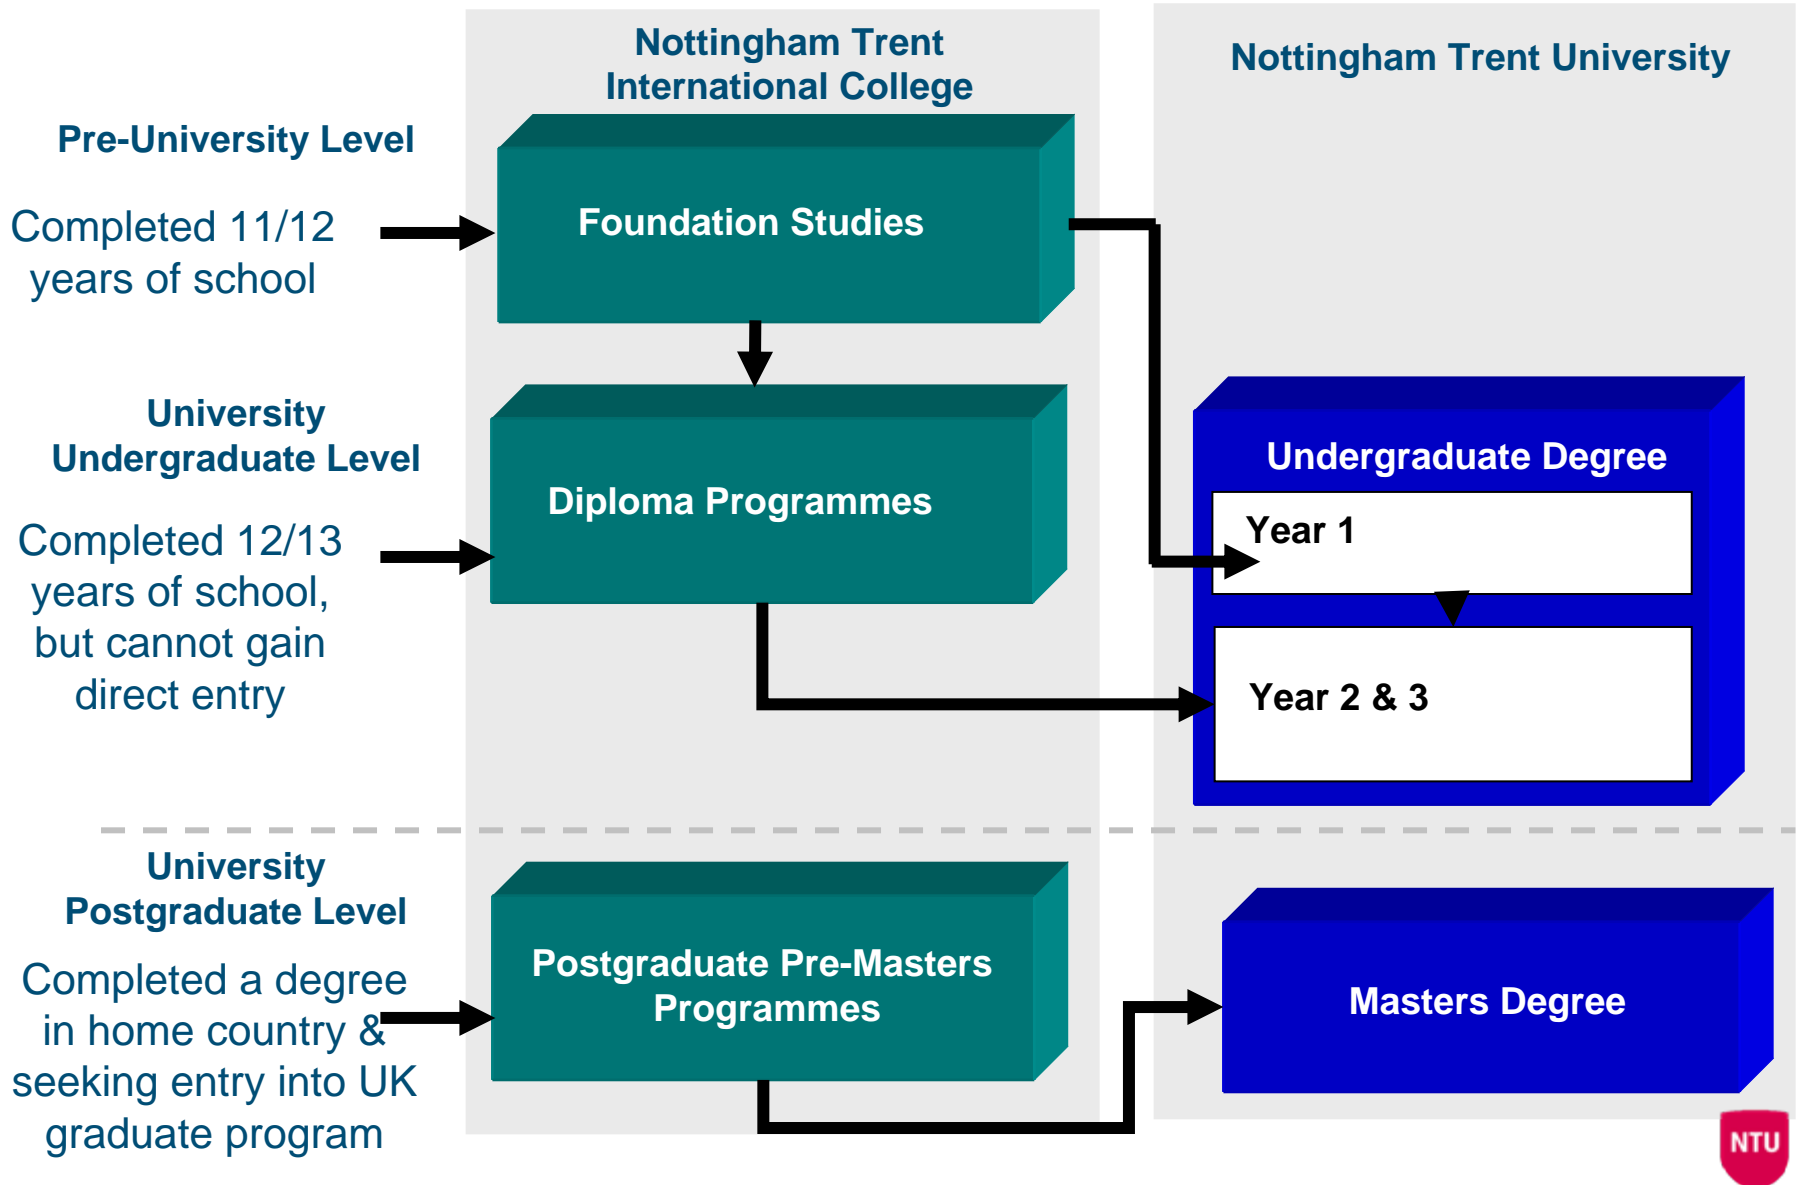 Nottingham Trent
International College
Nottingham Trent University
Pre-University Level
Completed 11/12
years of school
Foundation Studies
University
Undergraduate Level
Completed 12/13
years of school,
but cannot gain
direct entry
Diploma Programmes
Undergraduate Degree
Year 1
Year 2 & 3
University
Postgraduate Level
Completed a degree
in home country &
seeking entry into UK
graduate program
Postgraduate Pre-Masters
Programmes
Masters Degree
NTU